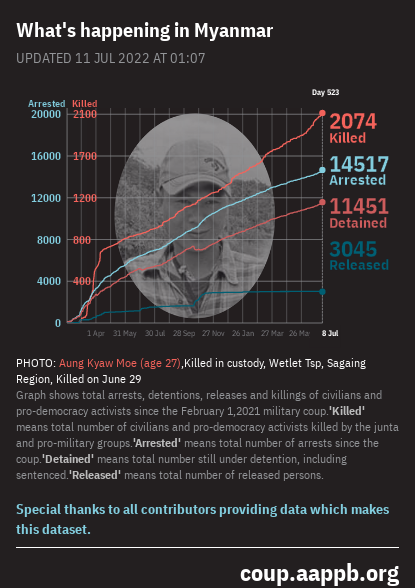 What's happening in Myanmar
UPDATED 11 JUL 2022 AT 01:07
Day 523
Arrested Killed
20000 2100
16000 1700
12000 1200
8000 800
4000 400
0
2074
Killed
14517
Arrested
11451
Detained
3045
Released
1 Apr 31 May 30 Jul 28 Sep 27 Nov 26 Jan 27 Mar 26 Ma 8 Jul
PHOTO: Aung Kyaw Moe (age 27),Killed in custody, Wetlet Tsp, Sagaing
Region, Killed on June 29
Graph shows total arrests, detentions, releases and killings of civilians and
pro-democracy activists since the February 1,2021 military coup.'Killed'
means total number of civilians and pro-democracy activists killed by the junta
and pro-military groups.'Arrested' means total number of arrests since the
coup.'Detained' means total number still under detention, including
sentenced.'Released' means total number of released persons.
Special thanks to all contributors providing data which makes
this dataset.
coup.aappb.org